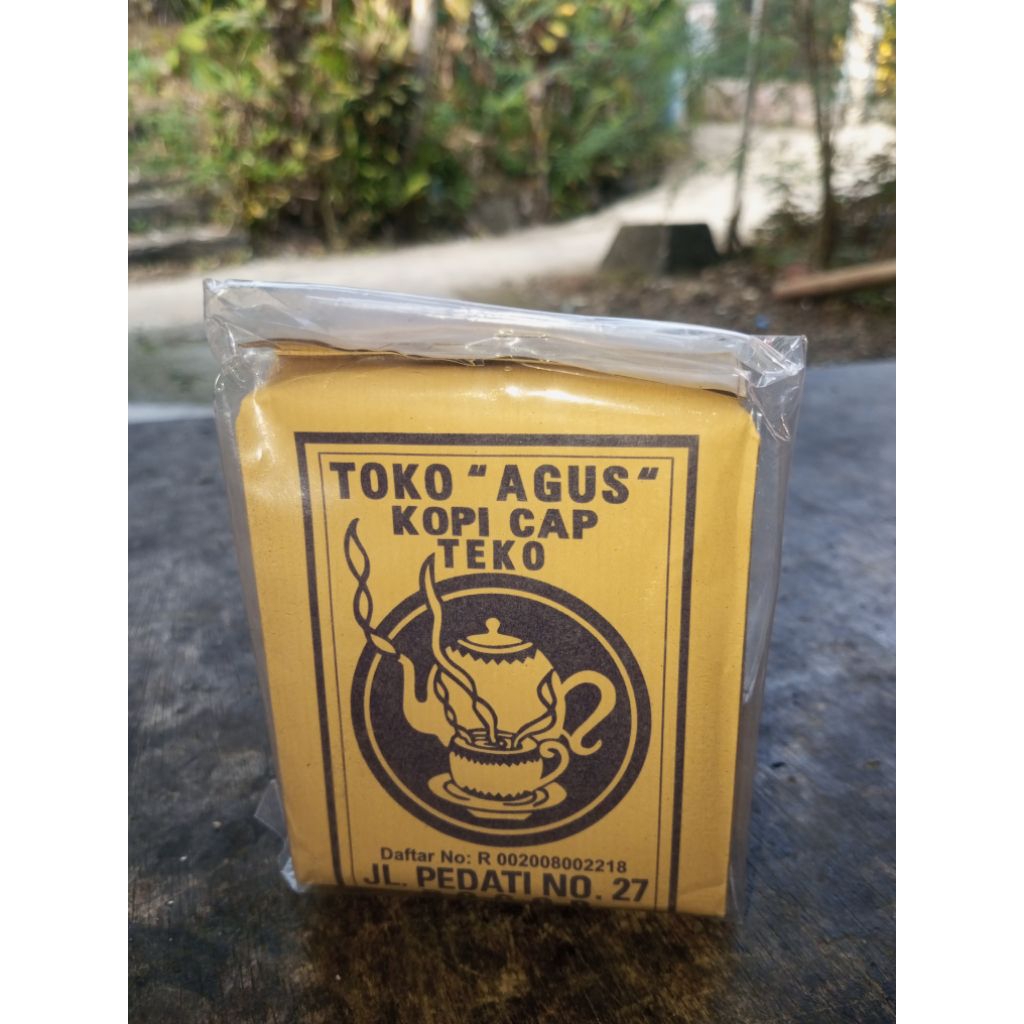 TOKO "AGUS"
KOPI CAP
TEKO
Daftar No: R 002008002218
JL. PEDATI NO. 27